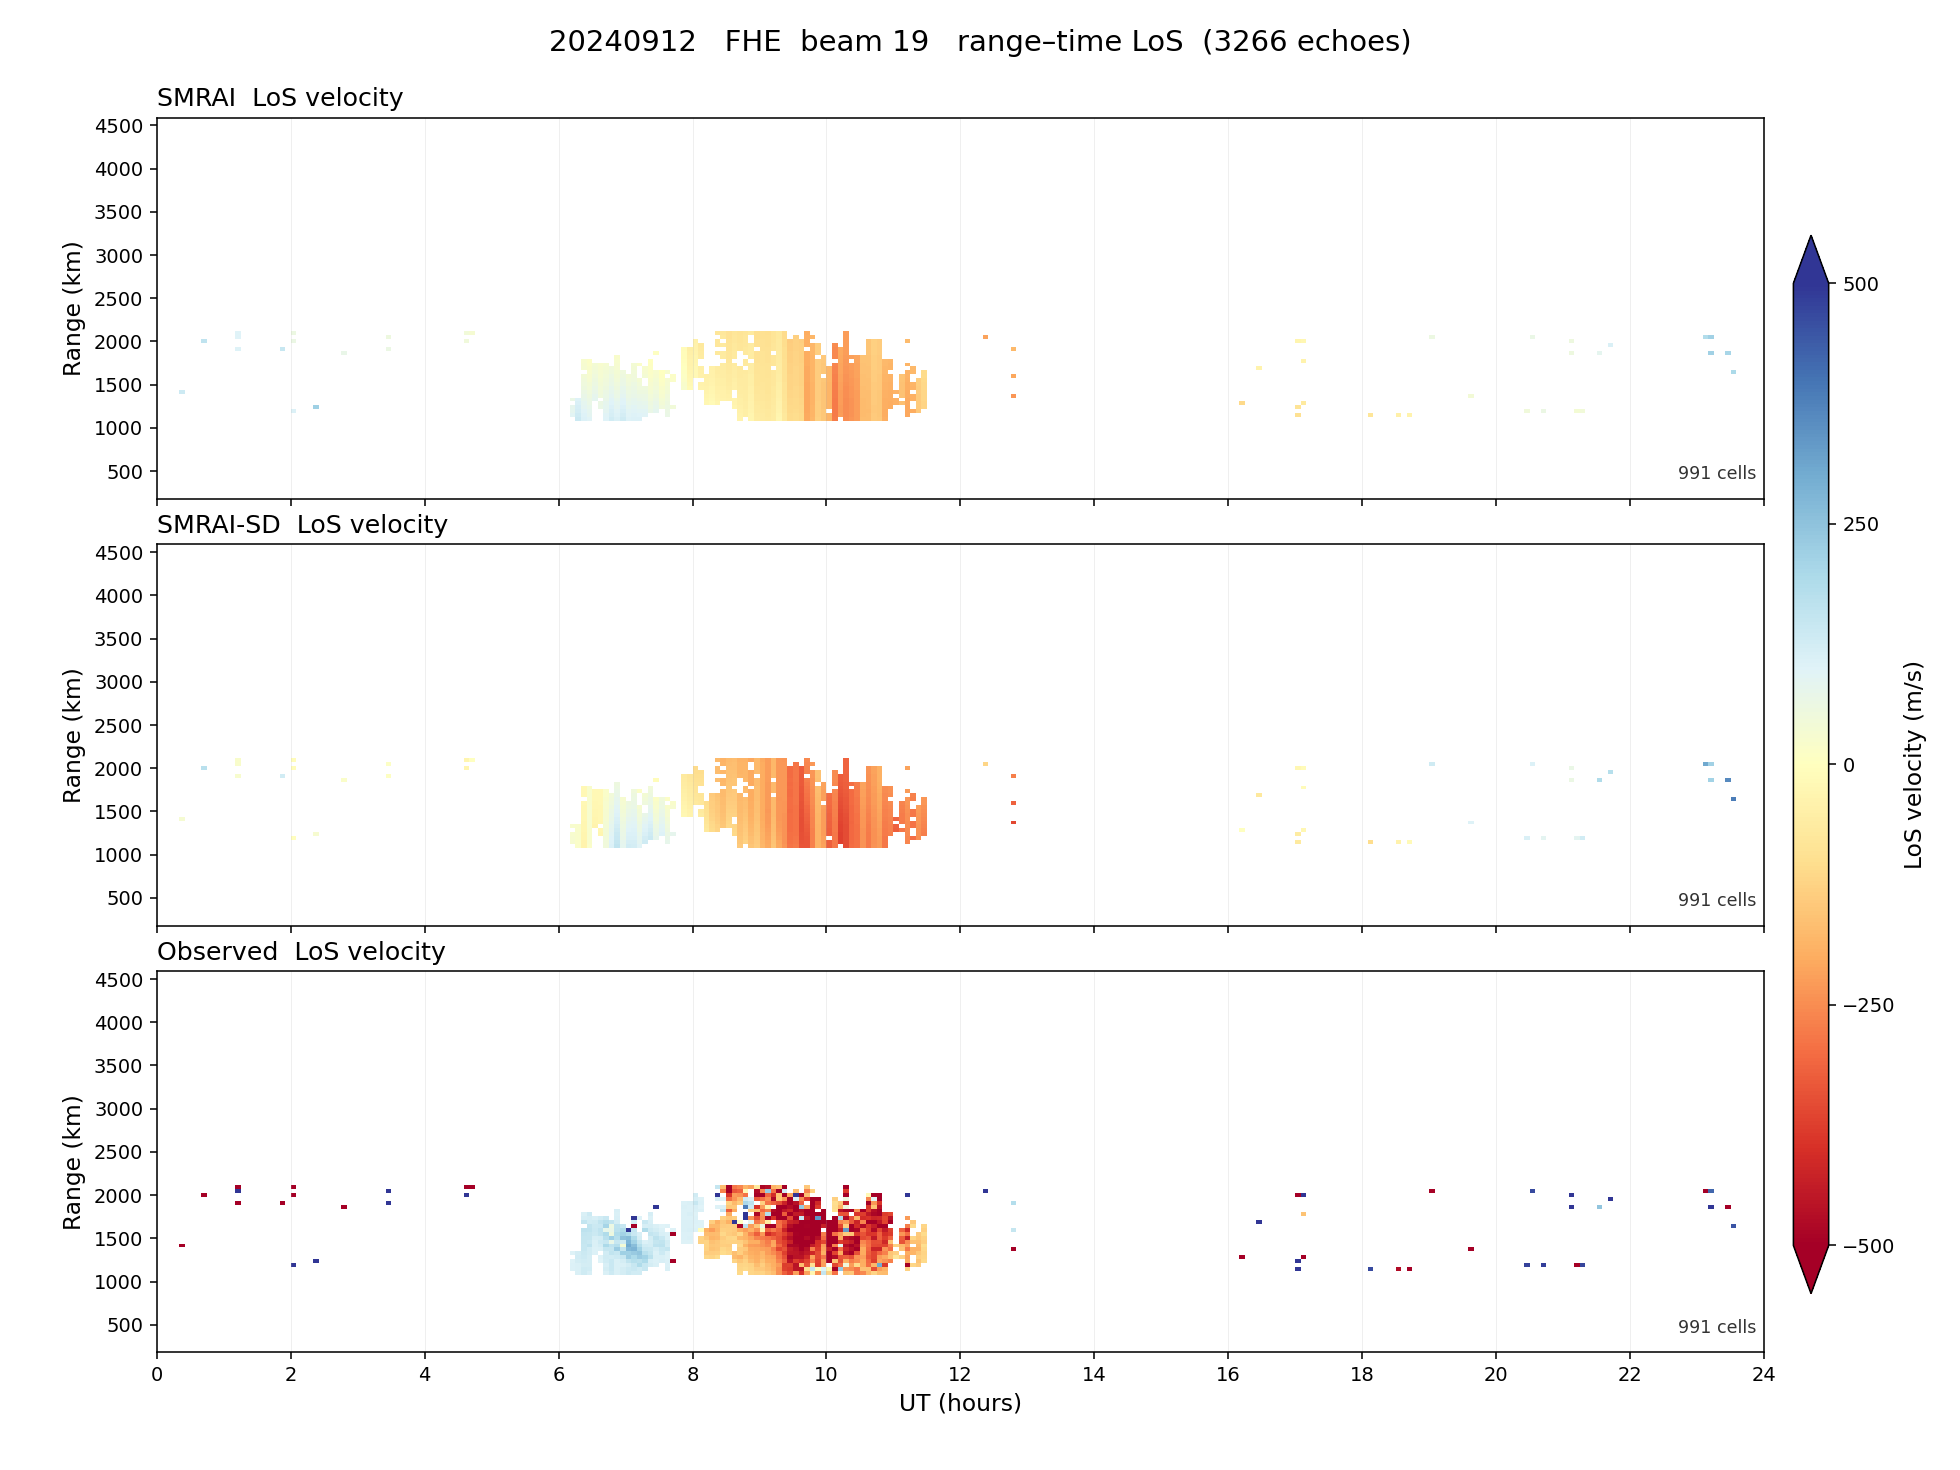 20240912   FHE  beam 19   range–time LoS  (3266 echoes)
SMRAI  LoS velocity
4500
4000
3500
3000
2500
2000
1500
1000
500
Range (km)
991 cells
SMRAI-SD  LoS velocity
4500
4000
3500
3000
2500
2000
1500
1000
500
Range (km)
991 cells
Observed  LoS velocity
4500
4000
3500
3000
2500
2000
1500
1000
500
Range (km)
991 cells
0 2 4 6 8 10 12 14 16 18 20 22 24
UT (hours)
500
250
0
−250
−500
LoS velocity (m/s)